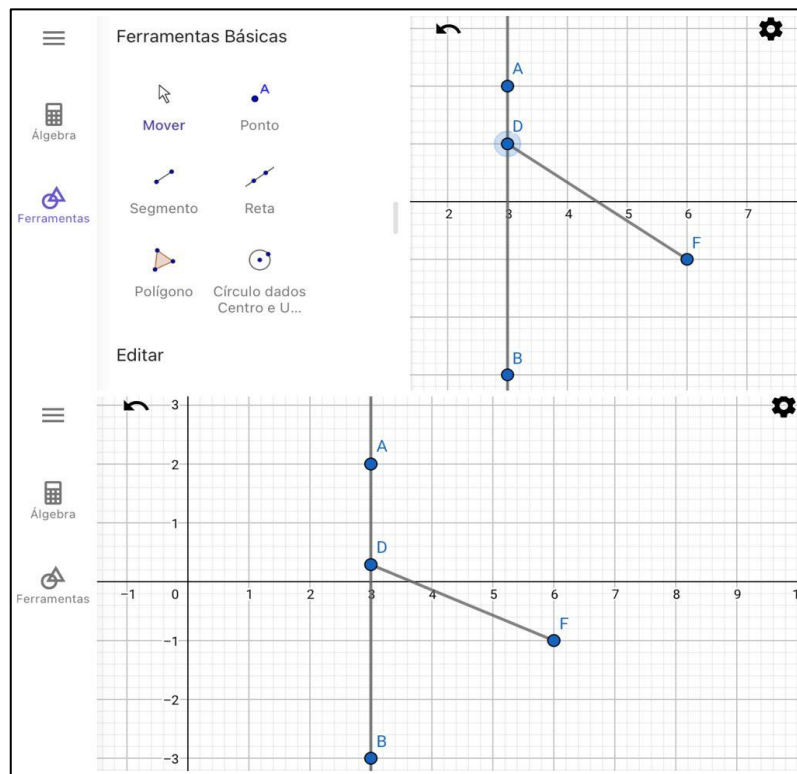 Ferramentas Básicas
Álgebra
Ferramentas
Mover
A
Ponto
Segmento
Reta
Polígono
Círculo dados
Centro e U...
Editar
A
D
2 3 4 5 6 7
F
B
Álgebra
Ferramentas
3
A
2
1
D
−1 0 1 2 3 4 5 6 7 8 9 1
F
−1
−2
B
−3